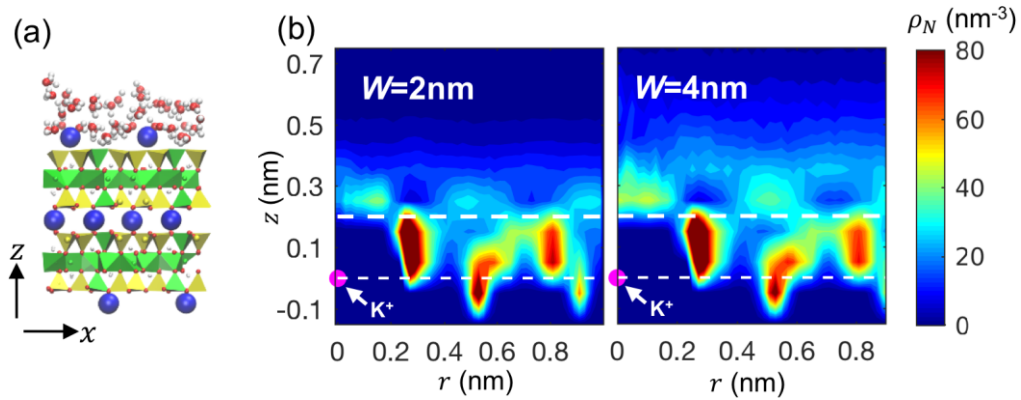 (a)
z
x
(b)
W=2nm
W=4nm
ρN (nm-3)
0.7
0.5
0.3
0.1
-0.1
z (nm)
K+
K+
0 0.2 0.4 0.6 0.8
0 0.2 0.4 0.6 0.8
r (nm)
r (nm)
80
60
40
20
0